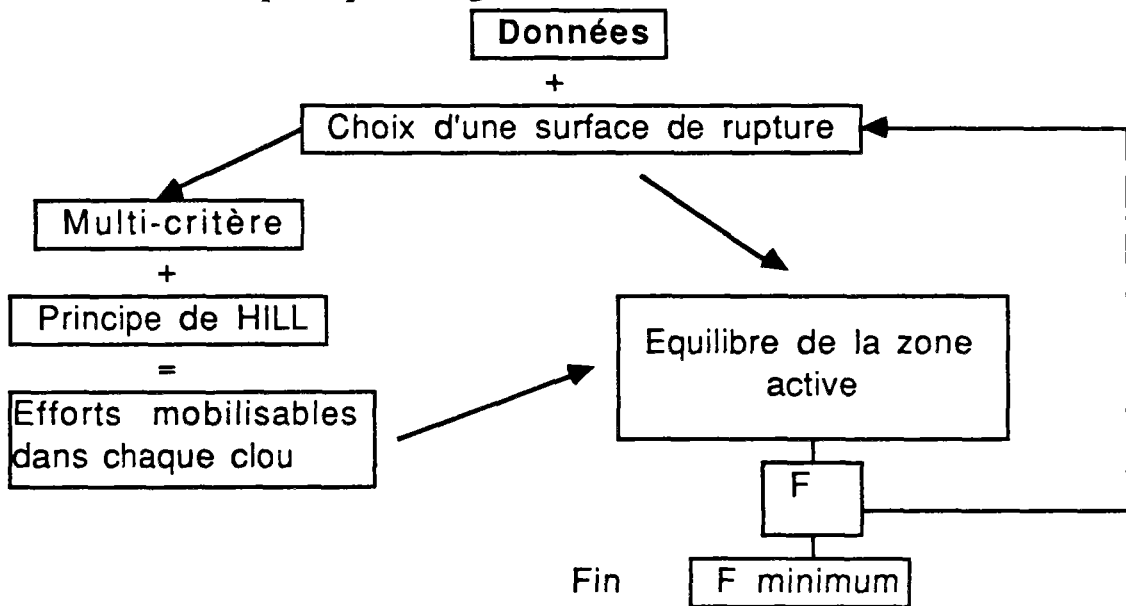 Données
+
Choix d'une surface de rupture
Multi-critère
+
Principe de HILL
=
Efforts mobilisables
dans chaque clou
Equilibre de la zone
active
F
Fin
F minimum